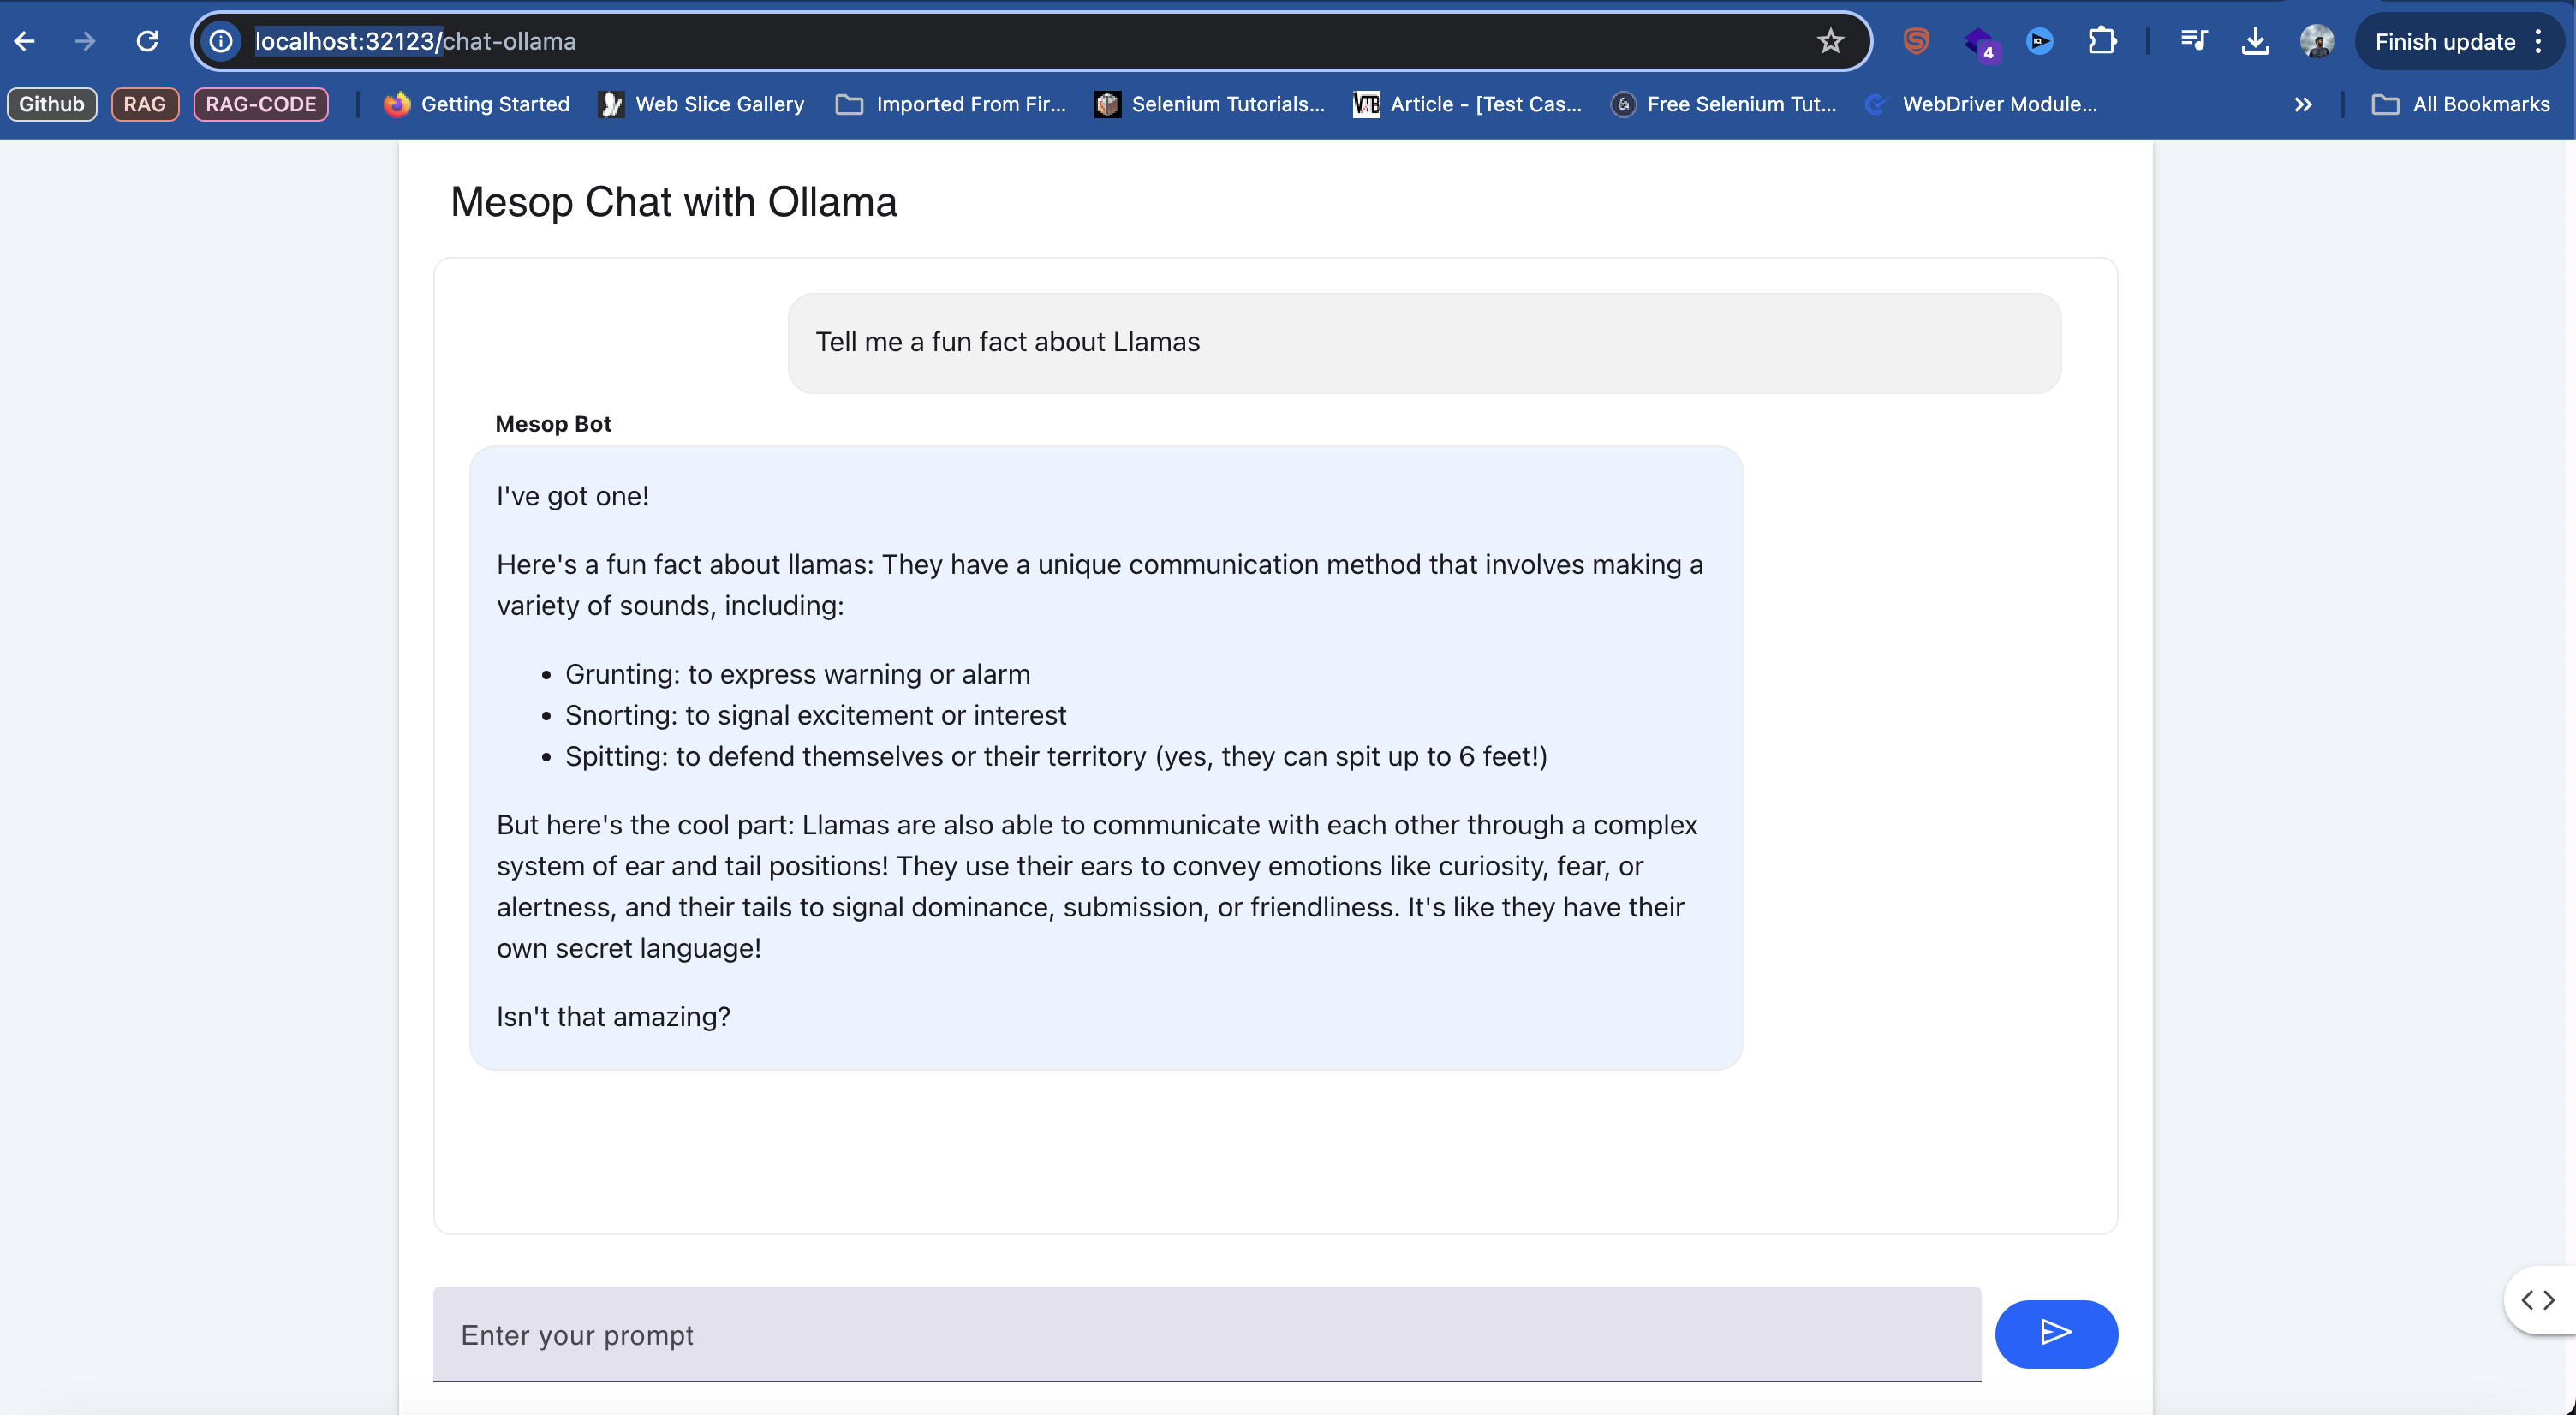 localhost:32123/chat-ollama
4
IQ
Finish update
Github
RAG
RAG-CODE
Getting Started
Web Slice Gallery
Imported From Fir...
Selenium Tutorials...
Article - [Test Cas...
Free Selenium Tut...
WebDriver Module...
All Bookmarks
Mesop Chat with Ollama
Tell me a fun fact about Llamas
Mesop Bot
I've got one!
Here's a fun fact about llamas: They have a unique communication method that involves making a
variety of sounds, including:
• Grunting: to express warning or alarm
• Snorting: to signal excitement or interest
• Spitting: to defend themselves or their territory (yes, they can spit up to 6 feet!)
But here's the cool part: Llamas are also able to communicate with each other through a complex
system of ear and tail positions! They use their ears to convey emotions like curiosity, fear, or
alertness, and their tails to signal dominance, submission, or friendliness. It's like they have their
own secret language!
Isn't that amazing?
Enter your prompt